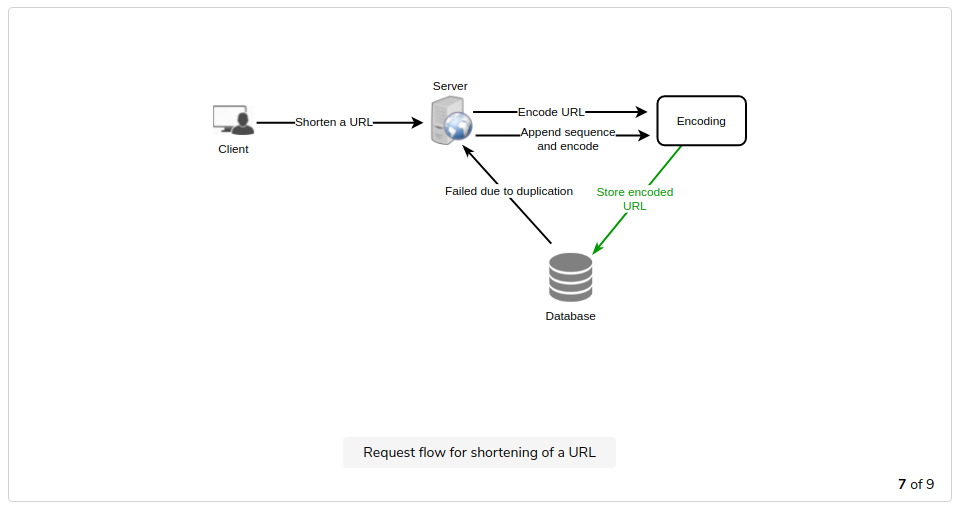 Server
Shorten a URL
Encode URL
Encoding
Append sequence
and encode
Client
Failed due to duplication
Store encoded
URL
Database
Request flow for shortening of a URL
7 of 9